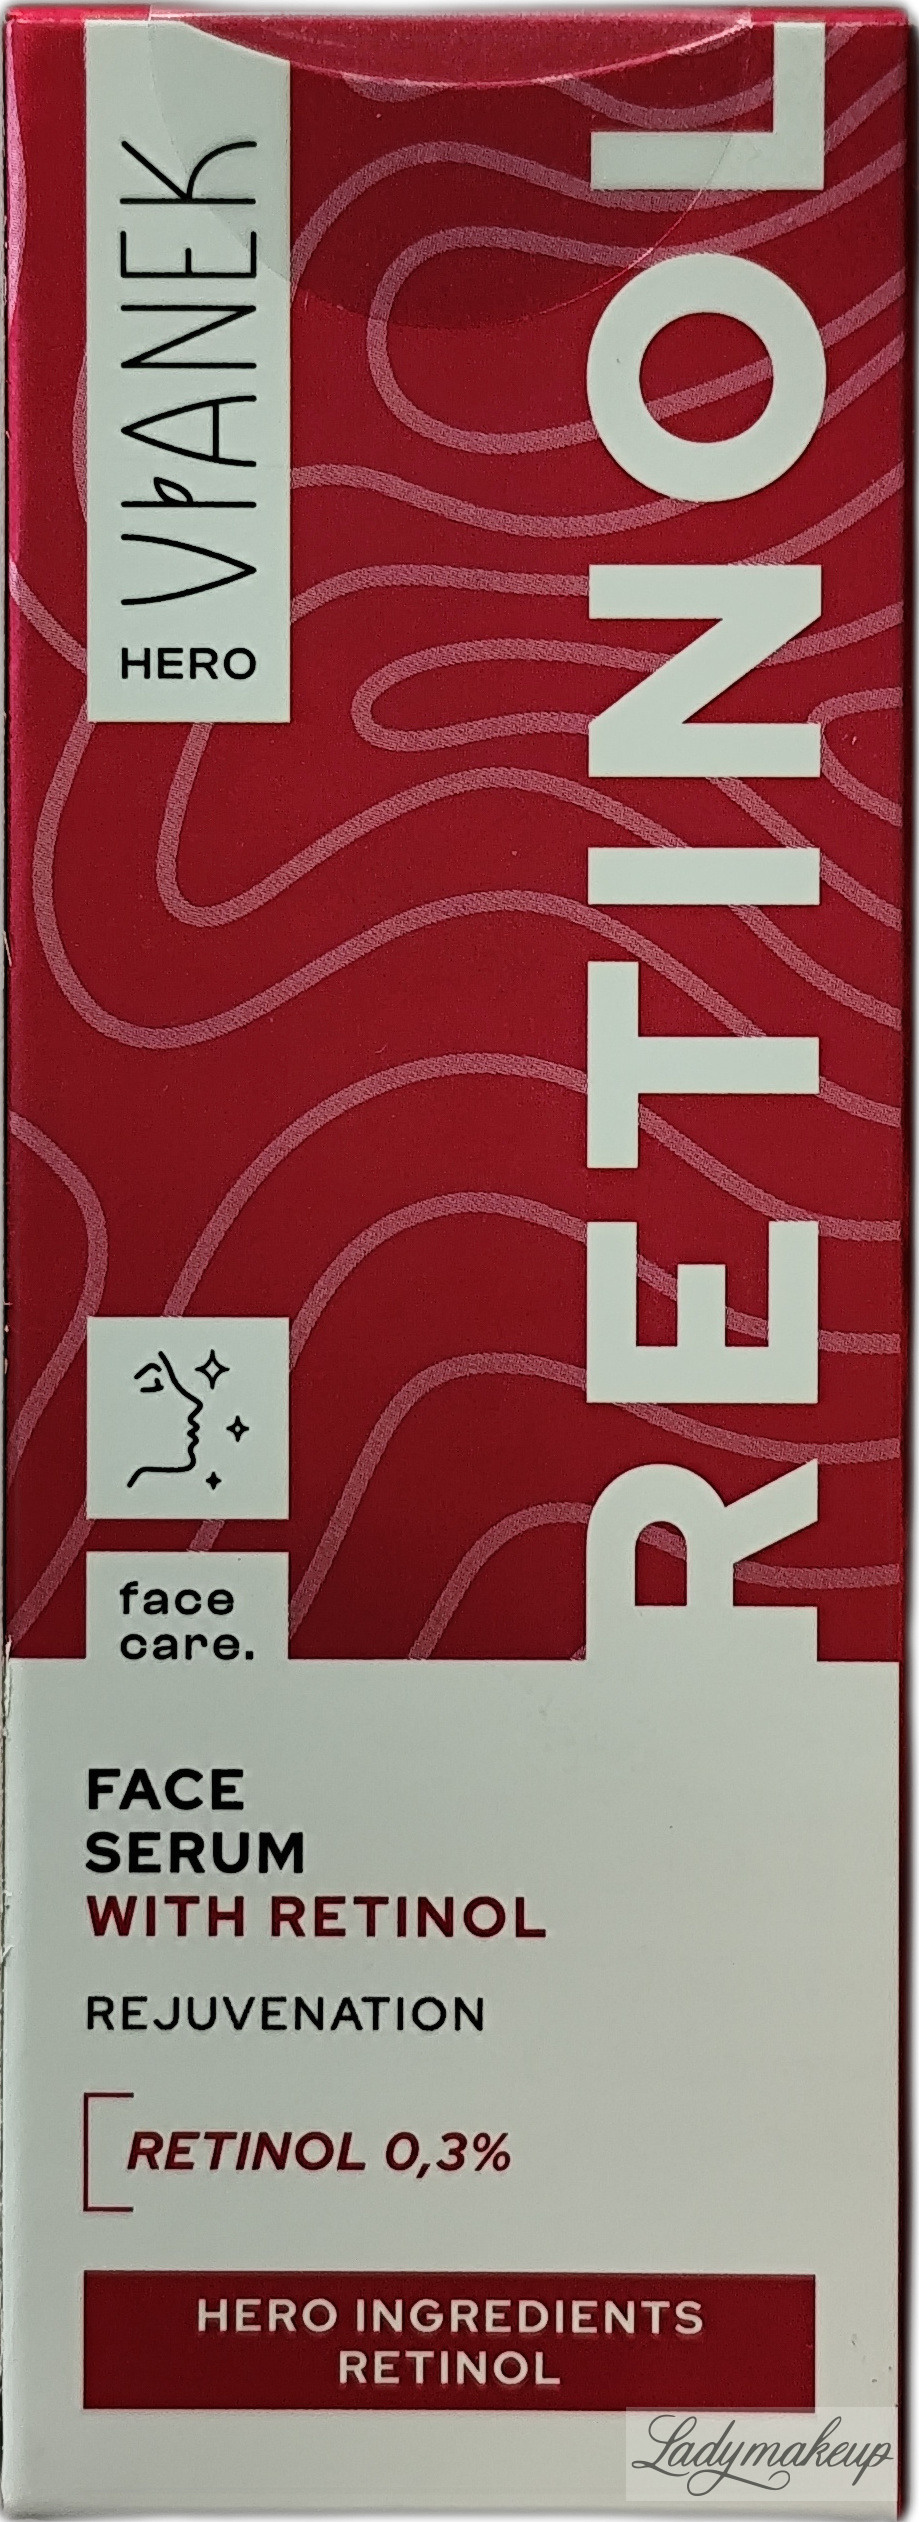 HERO VIANEK
RETINOL
face
care.
FACE
SERUM
WITH RETINOL
REJUVENATION
RETINOL 0,3%
HERO INGREDIENTS
RETINOL
Ladymakeup